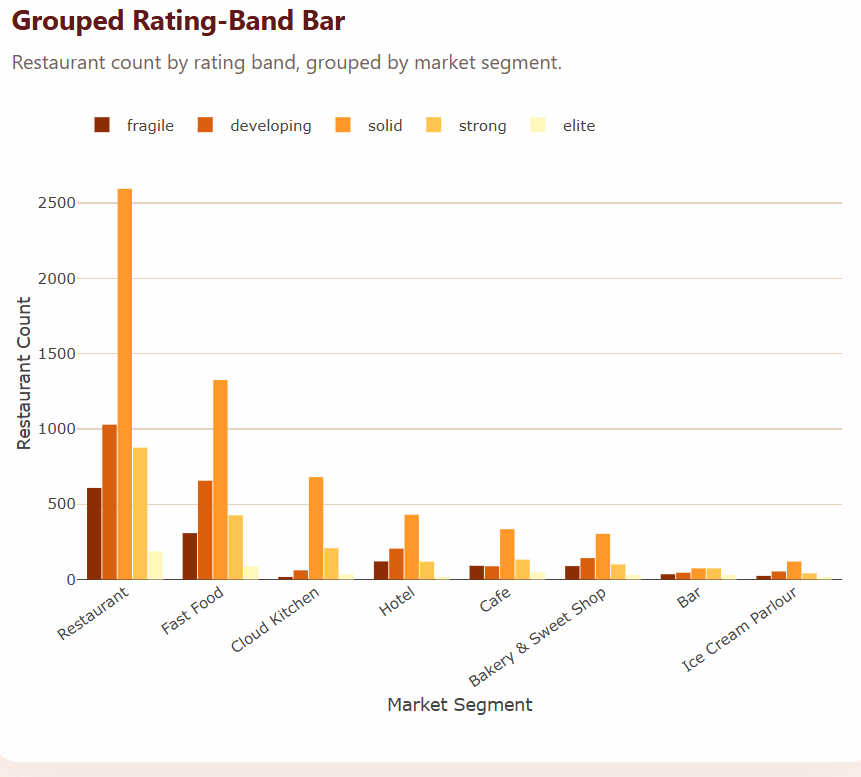 Grouped Rating-Band Bar
Restaurant count by rating band, grouped by market segment.
fragile developing solid strong elite
Restaurant Count
2500
2000
1500
1000
500
0
Restaurant
Fast Food
Cloud Kitchen
Hotel
Cafe
Bakery & Sweet Shop
Bar
Ice Cream Parlour
Market Segment